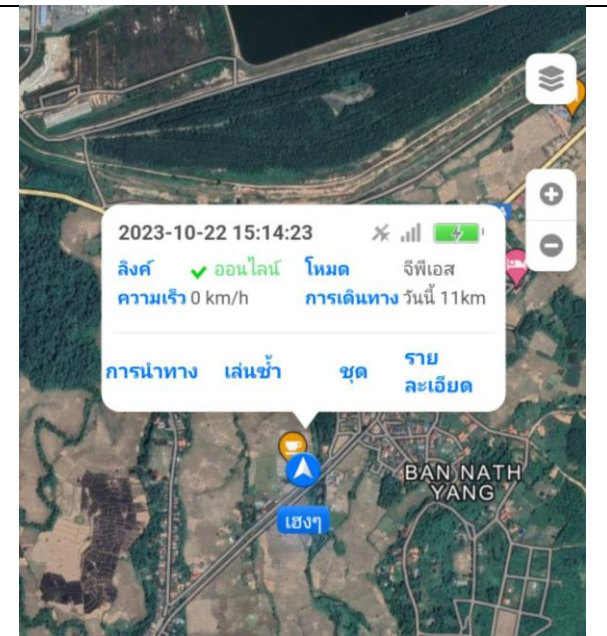 2023-10-22 15:14:23
ลิงค์ ออนไลน์ โหมด จีพีเอส
ความเร็ว 0 km/h การเดินทาง วันนี้ 11km
การนำทาง เล่นซ้ำ ชุด ราย
ละเอียด
BAN NATH
YANG
เฮงๆ